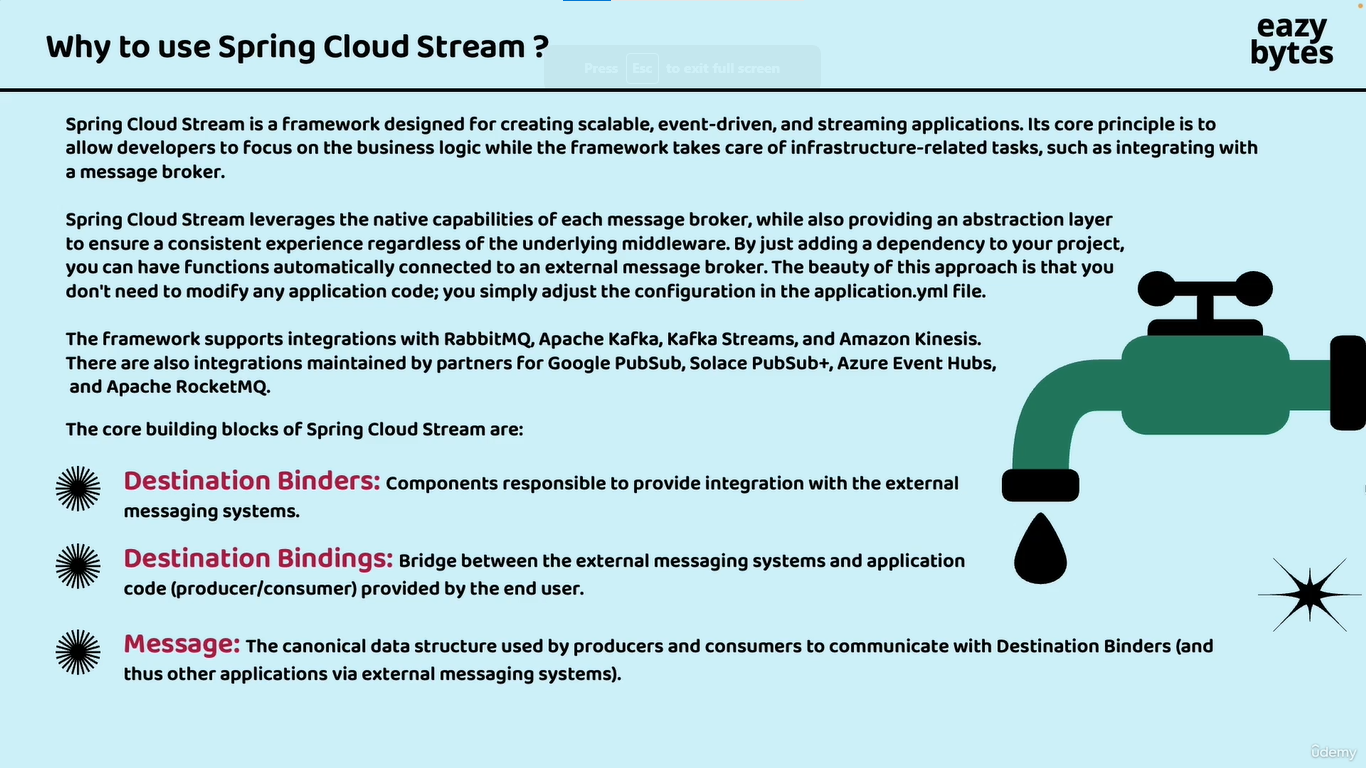 Why to use Spring Cloud Stream ?
eazy
bytes
Press Esc to exit full screen
Spring Cloud Stream is a framework designed for creating scalable, event-driven, and streaming applications. Its core principle is to
allow developers to focus on the business logic while the framework takes care of infrastructure-related tasks, such as integrating with
a message broker.
Spring Cloud Stream leverages the native capabilities of each message broker, while also providing an abstraction layer
to ensure a consistent experience regardless of the underlying middleware. By just adding a dependency to your project,
you can have functions automatically connected to an external message broker. The beauty of this approach is that you
don't need to modify any application code; you simply adjust the configuration in the application.yml file.
The framework supports integrations with RabbitMQ, Apache Kafka, Kafka Streams, and Amazon Kinesis.
There are also integrations maintained by partners for Google PubSub, Solace PubSub+, Azure Event Hubs,
and Apache RocketMQ.
The core building blocks of Spring Cloud Stream are:
Destination Binders: Components responsible to provide integration with the external
messaging systems.
Destination Bindings: Bridge between the external messaging systems and application
code (producer/consumer) provided by the end user.
Message: The canonical data structure used by producers and consumers to communicate with Destination Binders (and
thus other applications via external messaging systems).
ûdemy